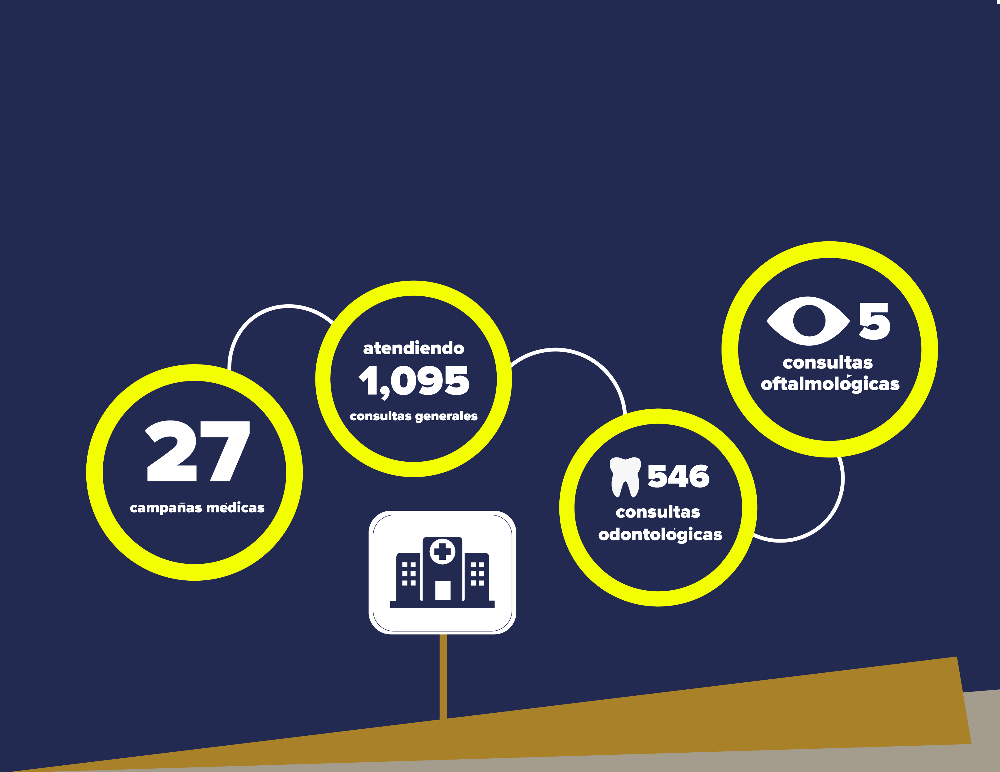 27
campañas médicas
atendiendo
1,095
consultas generales
546
consultas
odontológicas
5
consultas
oftalmológicas